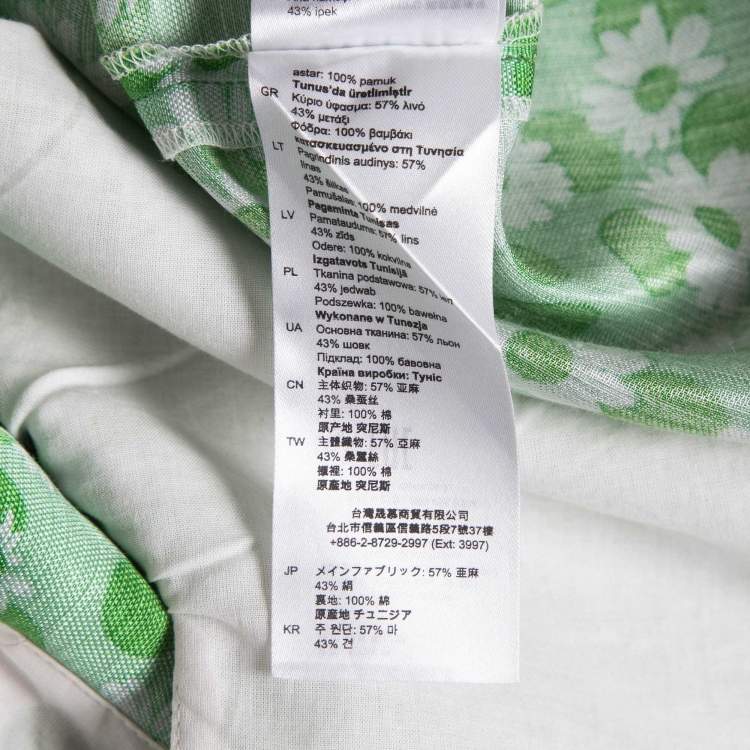 43% ipek
astar: 100% pamuk
Tunus'da üretlimiştir
GR Κύριο ύφασμα: 57% λινό
43% μετάξι
Φόδρα: 100% βαμβάκι
κατασκευασμένο στη Τυνησία
LT Pagrindinis audinys: 57%
linas
43% šilkas
Pamušalas: 100% medvilnė
Pagaminta Tunisas
LV Pamataudums: 57% lins
43% zīds
Odere: 100% kokvilna
Izgatavots Tunisijā
PL Tkanina podstawowa: 57% len
43% jedwab
Podszewka: 100% bawełna
Wykonane w Tunezja
UA Основна тканина: 57% льон
43% шовк
Підклад: 100% бавовна
Країна виробки: Туніс
CN 主体织物: 57% 亚麻
43% 桑蚕丝
衬里: 100% 棉
原产地 突尼斯
TW 主體織物: 57% 亞麻
43% 桑蠶絲
襯裡: 100% 棉
原產地 突尼斯
台灣晟慕商貿有限公司
台北市信義區信義路5段7號37樓
+886-2-8729-2997 (Ext: 3997)
JP メインファブリック: 57% 亜麻
43% 絹
裏地: 100% 綿
原産地 チュニジア
KR 주 원단: 57% 마
43% 견